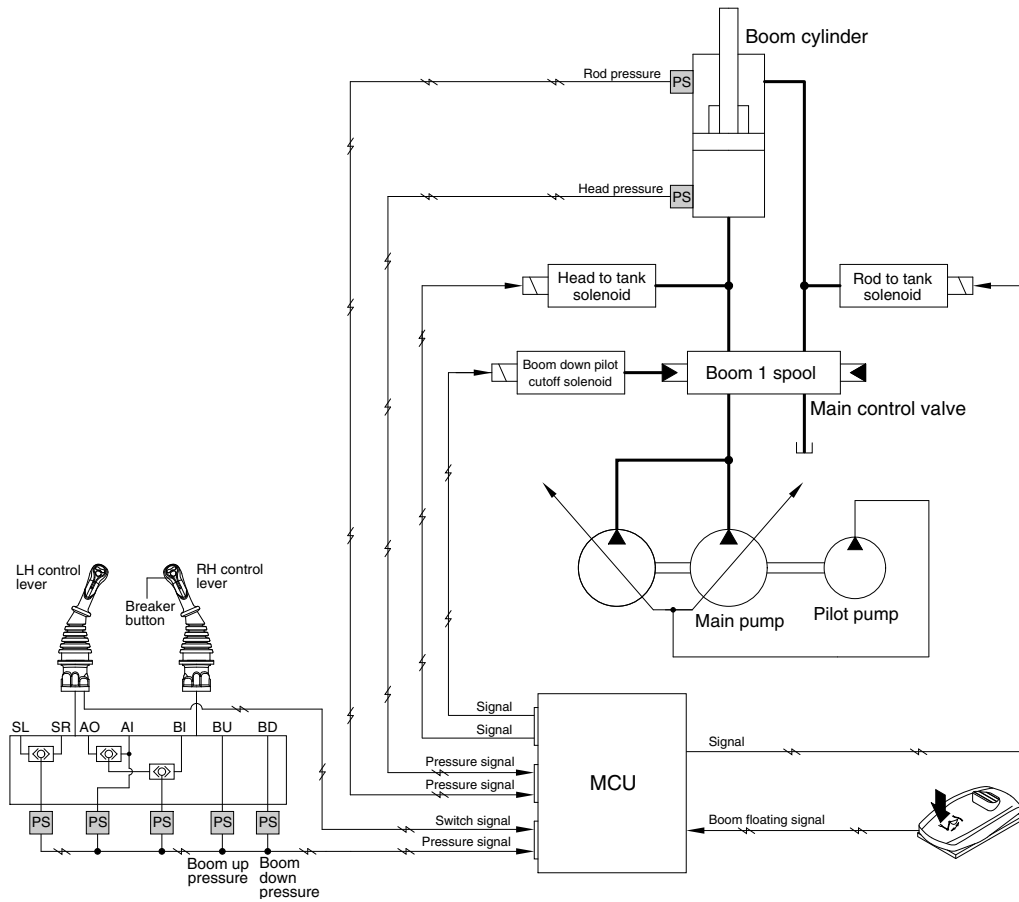 Boom cylinder
Rod pressure
PS
Head pressure
PS
Head to tank
solenoid
Rod to tank
solenoid
Boom down pilot
cutoff solenoid
Boom 1 spool
Main control valve
LH control
lever
RH control
lever
Breaker
button
Main pump
Pilot pump
SL
SR
AO
AI
BI
BU
BD
PS
PS
PS
PS
PS
Boom up
pressure
Boom
down
pressure
Signal
Signal
Pressure signal
Pressure signal
Switch signal
Pressure signal
MCU
Signal
Boom floating signal